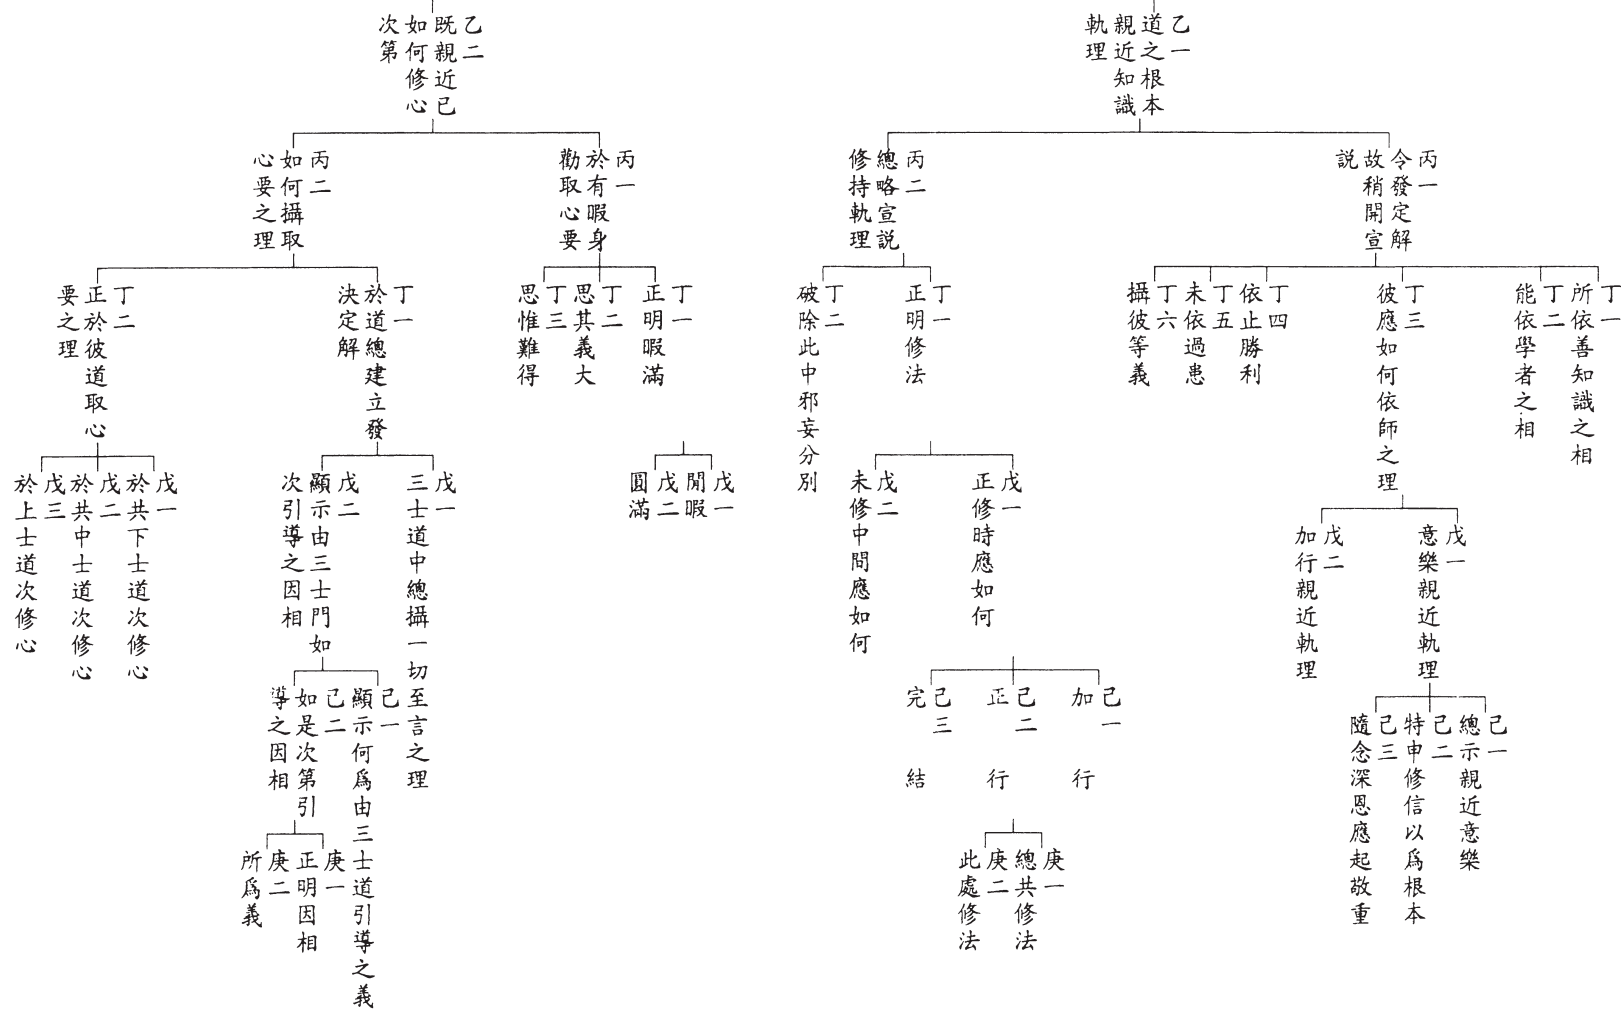 乙一
道之根本
親近知識
軌理
丙一
令發定解
故稍開宣
説
丁一
所依善知識之相
丁二
能依學者之相
丁三
彼應如何依師之理
戊一
意樂親近軌理
己一
總示親近意樂
己二
特申修信以爲根本
己三
隨念深恩應起敬重
戊二
加行親近軌理
丁四
依止勝利
丁五
未依過患
丁六
攝彼等義
丙二
總略宣説
修持軌理
丁一
正明修法
戊一
正修時應如何
己一
加行
己二
正行
庚一
總共修法
庚二
此處修法
己三
完結
戊二
未修中間應如何
丁二
破除此中邪妄分別
乙二
既親近已
如何修心
次第
丙一
於有暇身
勸取心要
丁一
正明暇滿
戊一
閒暇
戊二
圓滿
丁二
思其義大
丁三
思惟難得
丙二
如何攝取
心要之理
丁一
於道總建立發
決定解
戊一
三士道中總攝一切至言之理
戊二
顯示由三士門如
次引導之因相
己一
顯示何爲由三士道引導之義
己二
如是次第引
導之因相
庚一
正明因相
庚二
所爲義
丁二
正於彼道取心
要之理
戊一
於共下士道次修心
戊二
於共中士道次修心
戊三
於上士道次修心